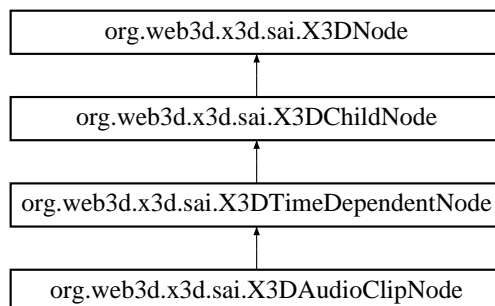 org.web3d.x3d.sai.X3DNode
org.web3d.x3d.sai.X3DChildNode
org.web3d.x3d.sai.X3DTimeDependentNode
org.web3d.x3d.sai.X3DAudioClipNode